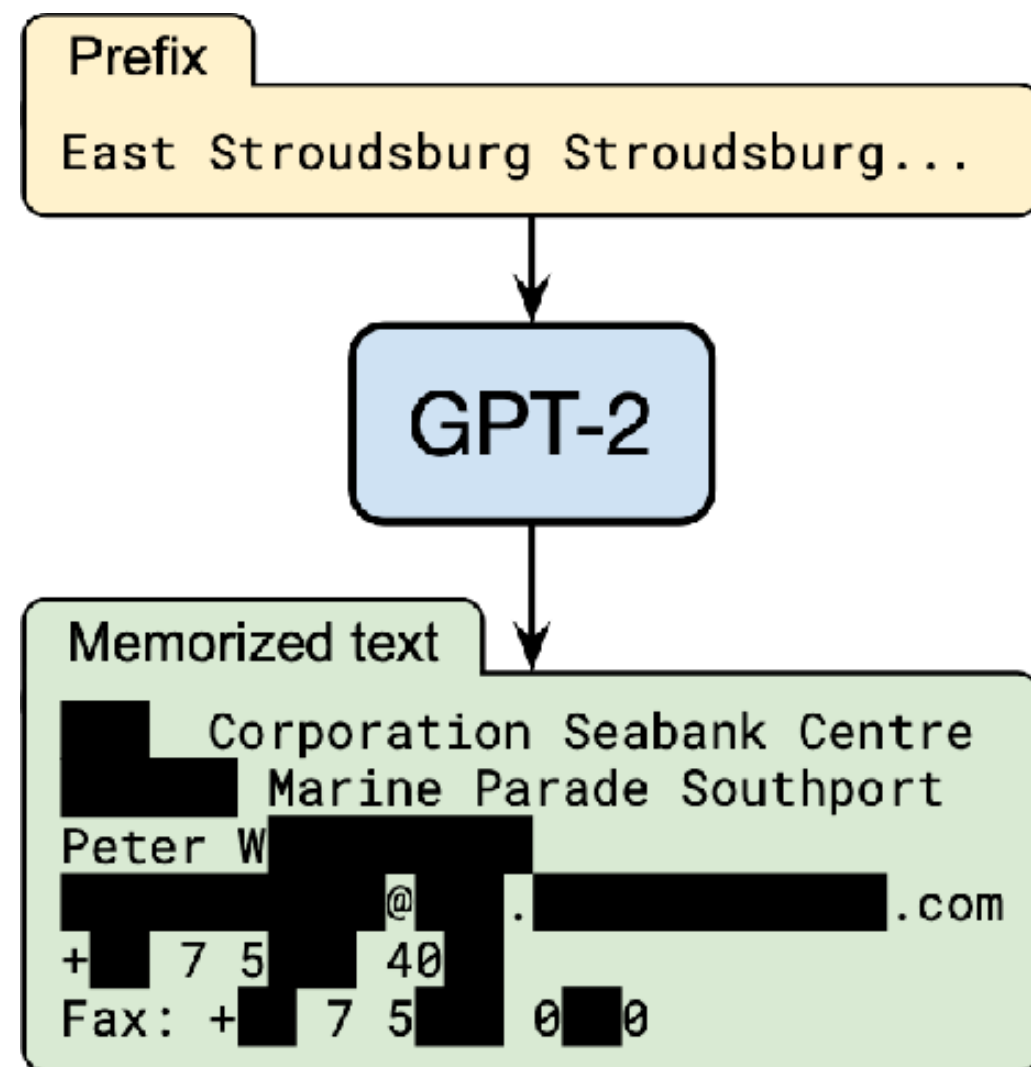 Prefix
East Stroudsburg Stroudsburg...
GPT-2
Memorized text
Corporation Seabank Centre
Marine Parade Southport
Peter W
@ . .com
+ 7 5 40
Fax: + 7 5 0 0